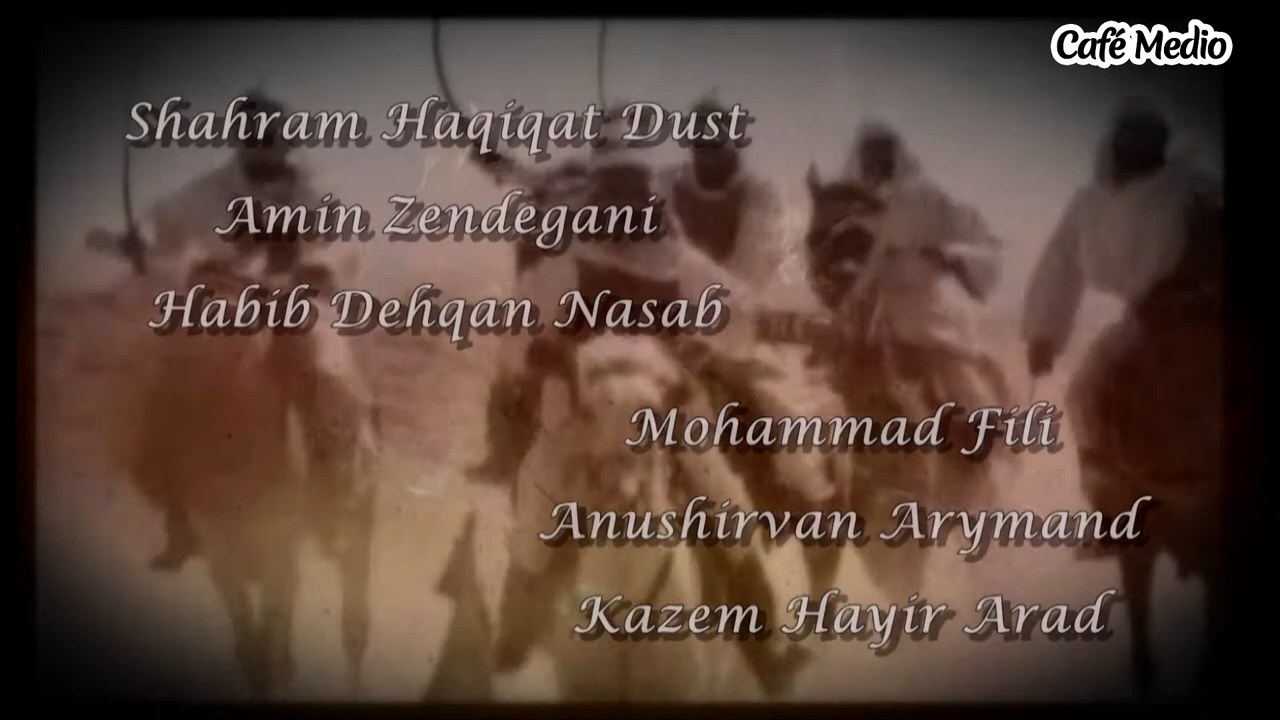 Café Medio
Shahram Haqiqat Dust
Amin Zendegani
Habib Dehqan Nasab
Mohammad Fili
Anushirvan Arymand
Kazem Hayir Arad